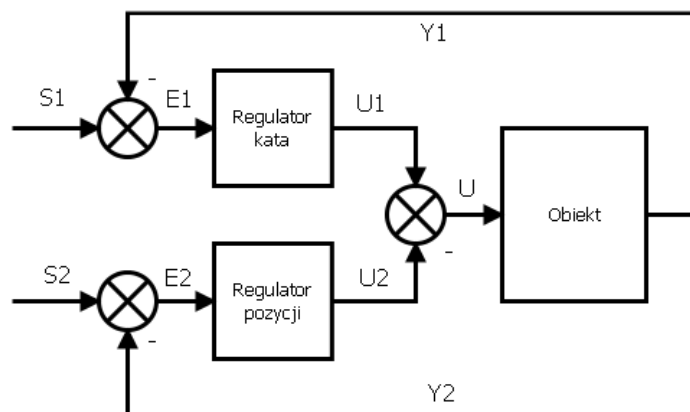 Y1
-
S1
E1
Regulator
kata
U1
U
-
Obiekt
S2
E2
Regulator
pozycji
U2
-
Y2